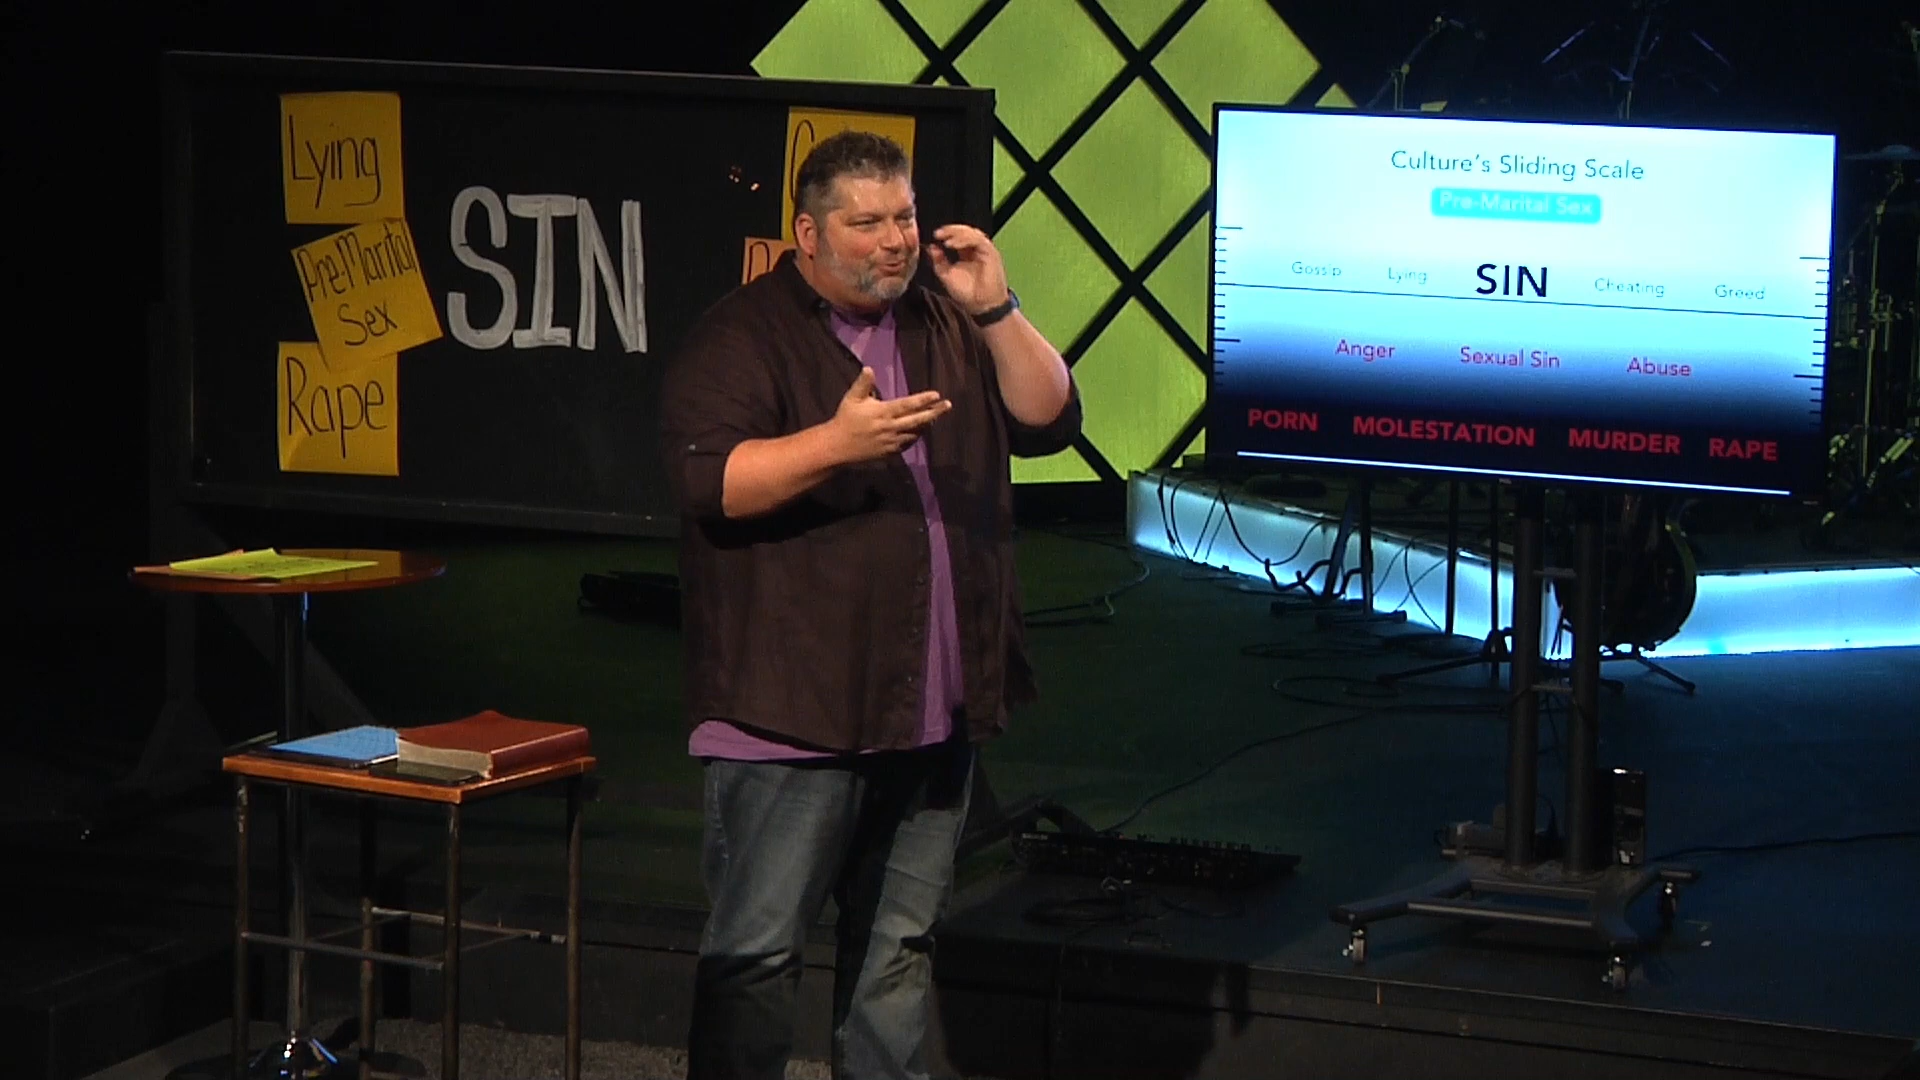 Lying
Pre-Marital
Sex
Rape
SIN
Culture's Sliding Scale
Pre-Marital Sex
Gossip Lying SIN Cheating Greed
Anger Sexual Sin Abuse
PORN MOLESTATION MURDER RAPE